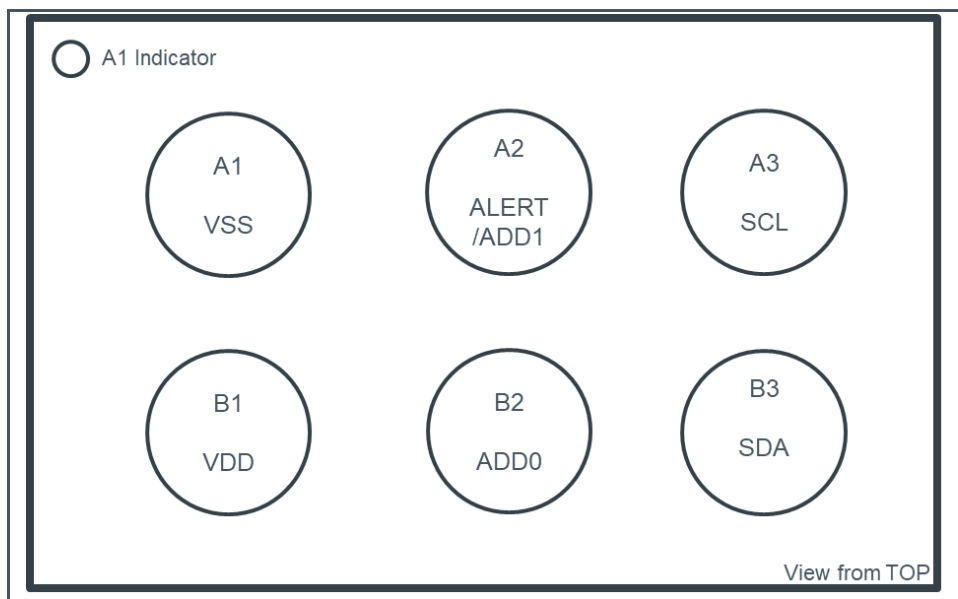 A1 Indicator
A1
VSS
A2
ALERT
/ADD1
A3
SCL
B1
VDD
B2
ADD0
B3
SDA
View from TOP